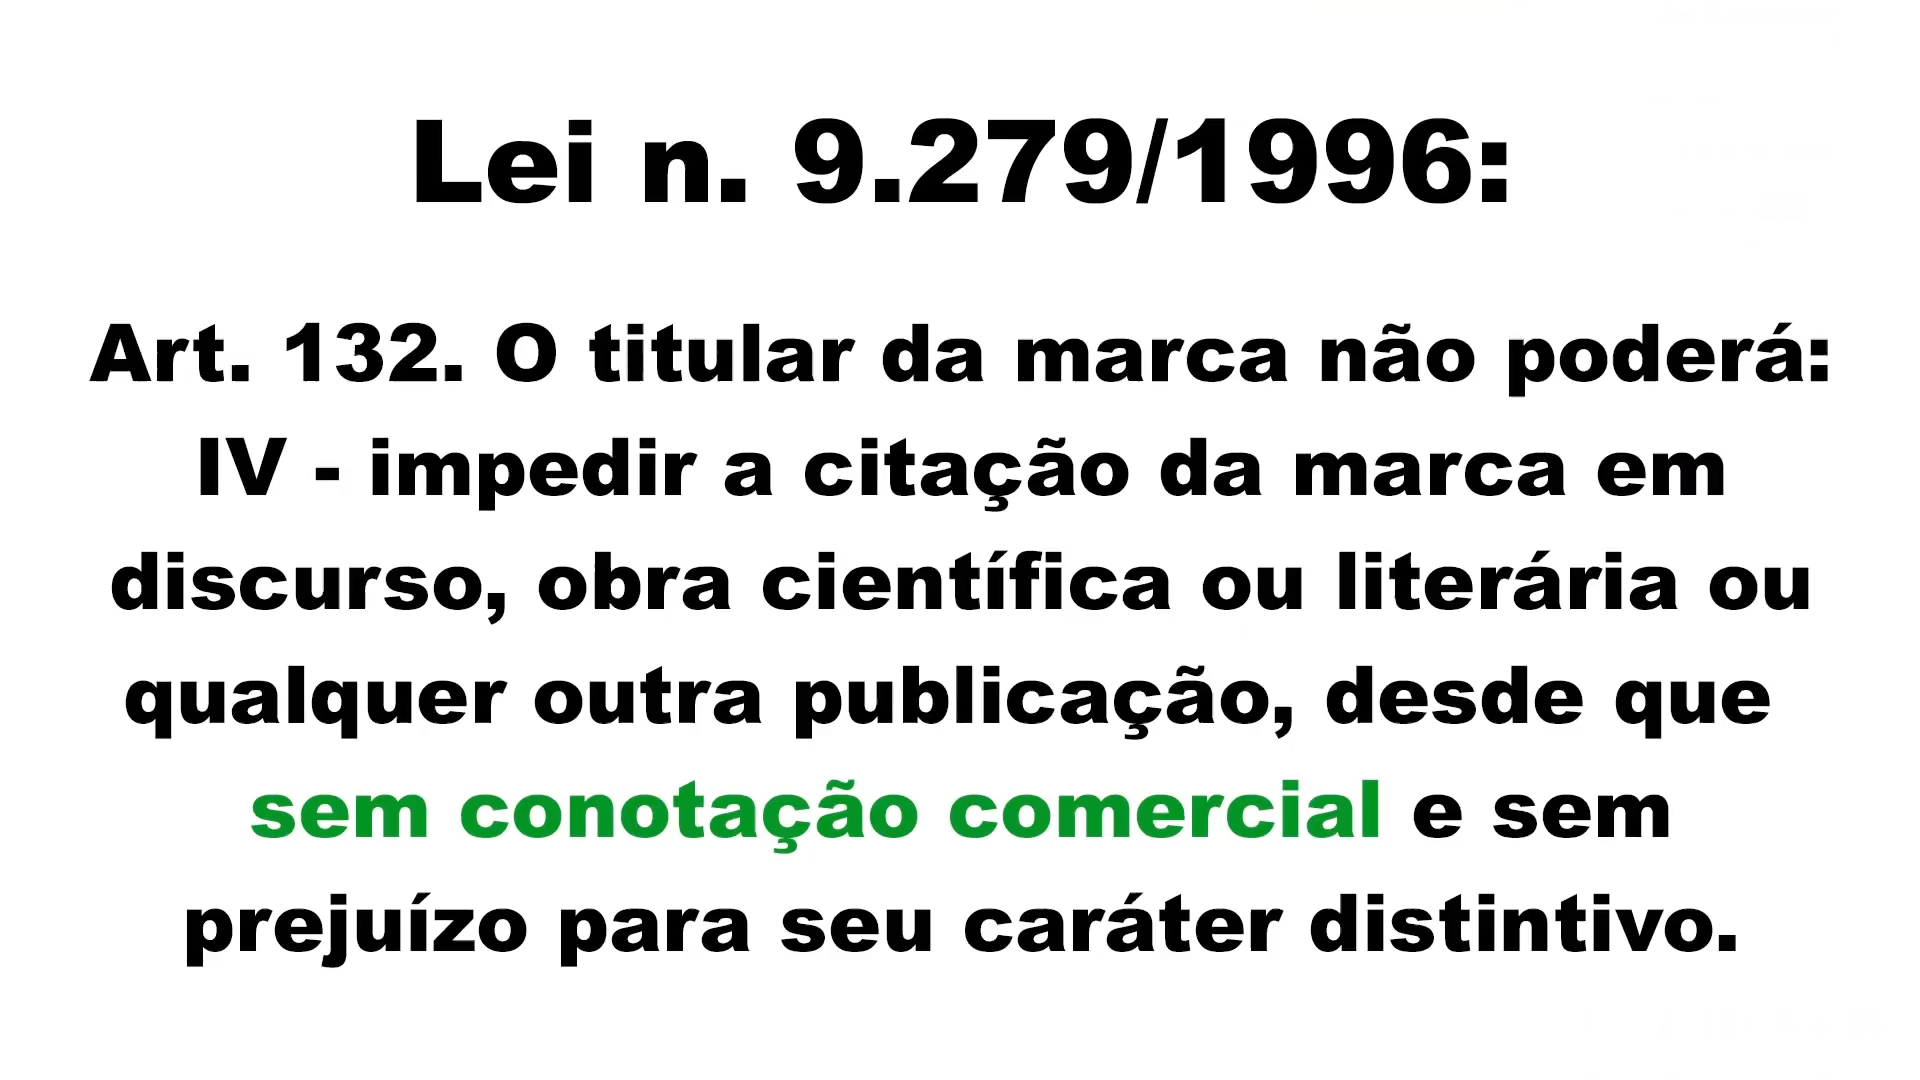 Lei n. 9.279/1996:
Art. 132. O titular da marca não poderá:
IV - impedir a citação da marca em
discurso, obra científica ou literária ou
qualquer outra publicação, desde que
sem conotação comercial e sem
prejuízo para seu caráter distintivo.